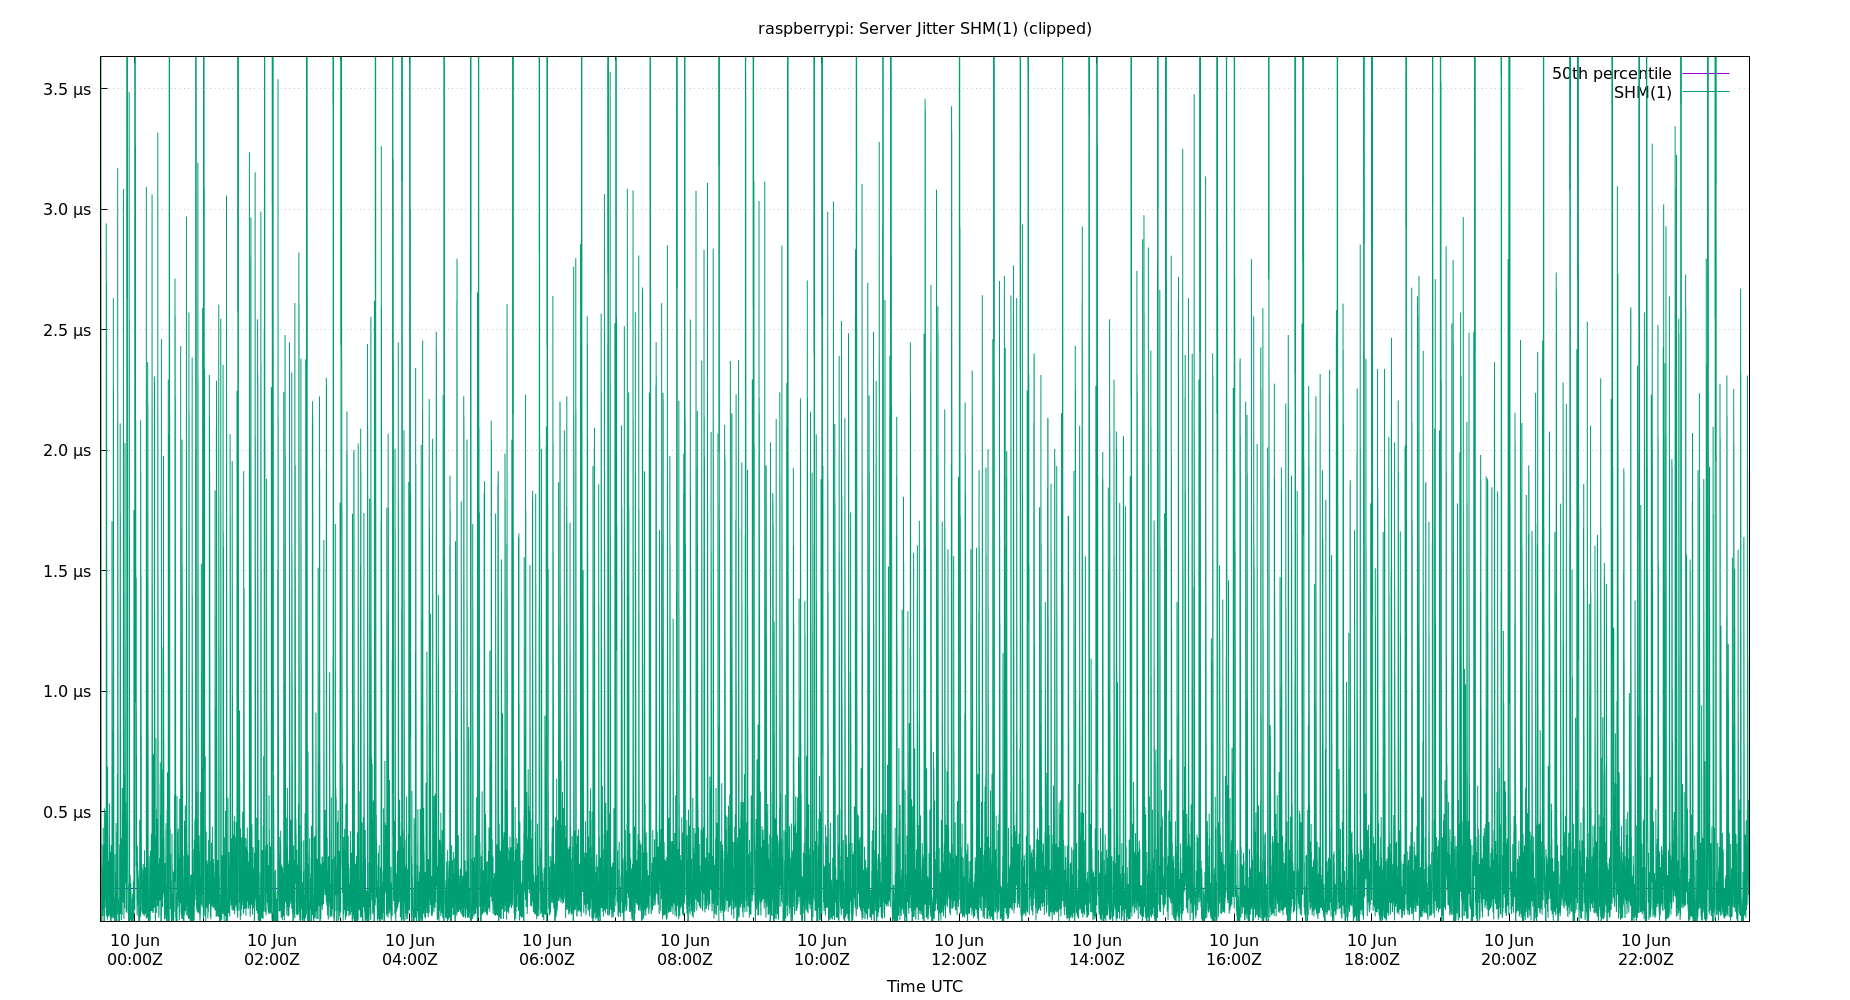 raspberrypi: Server Jitter SHM(1) (clipped)
50th percentile
SHM(1)
3.5 µs
3.0 µs
2.5 µs
2.0 µs
1.5 µs
1.0 µs
0.5 µs
10 Jun 10 Jun 10 Jun 10 Jun 10 Jun 10 Jun 10 Jun 10 Jun 10 Jun 10 Jun 10 Jun 10 Jun
00:00Z 02:00Z 04:00Z 06:00Z 08:00Z 10:00Z 12:00Z 14:00Z 16:00Z 18:00Z 20:00Z 22:00Z
Time UTC